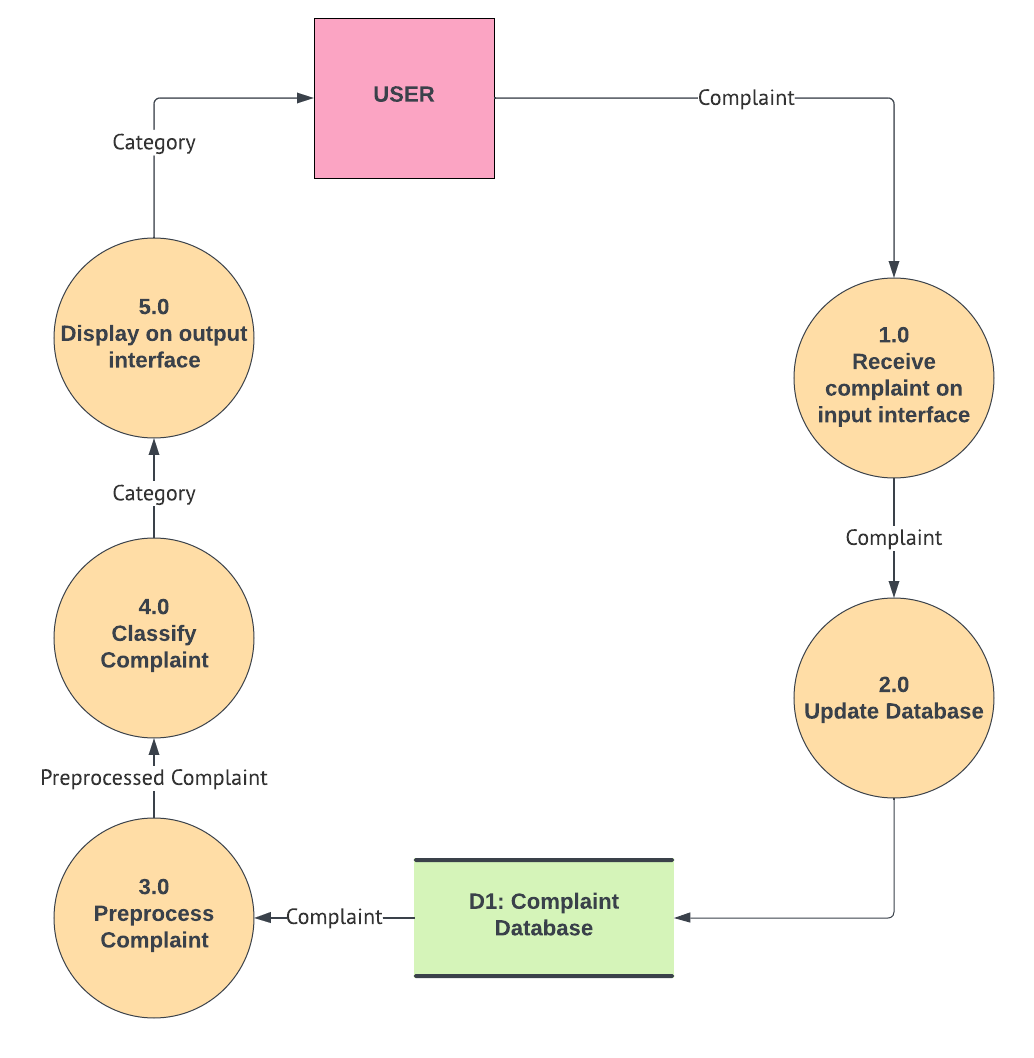 USER
Complaint
Category
5.0
Display on output
interface
1.0
Receive
complaint on
input interface
Category
Complaint
4.0
Classify
Complaint
2.0
Update Database
Preprocessed Complaint
3.0
Preprocess
Complaint
Complaint
D1: Complaint
Database